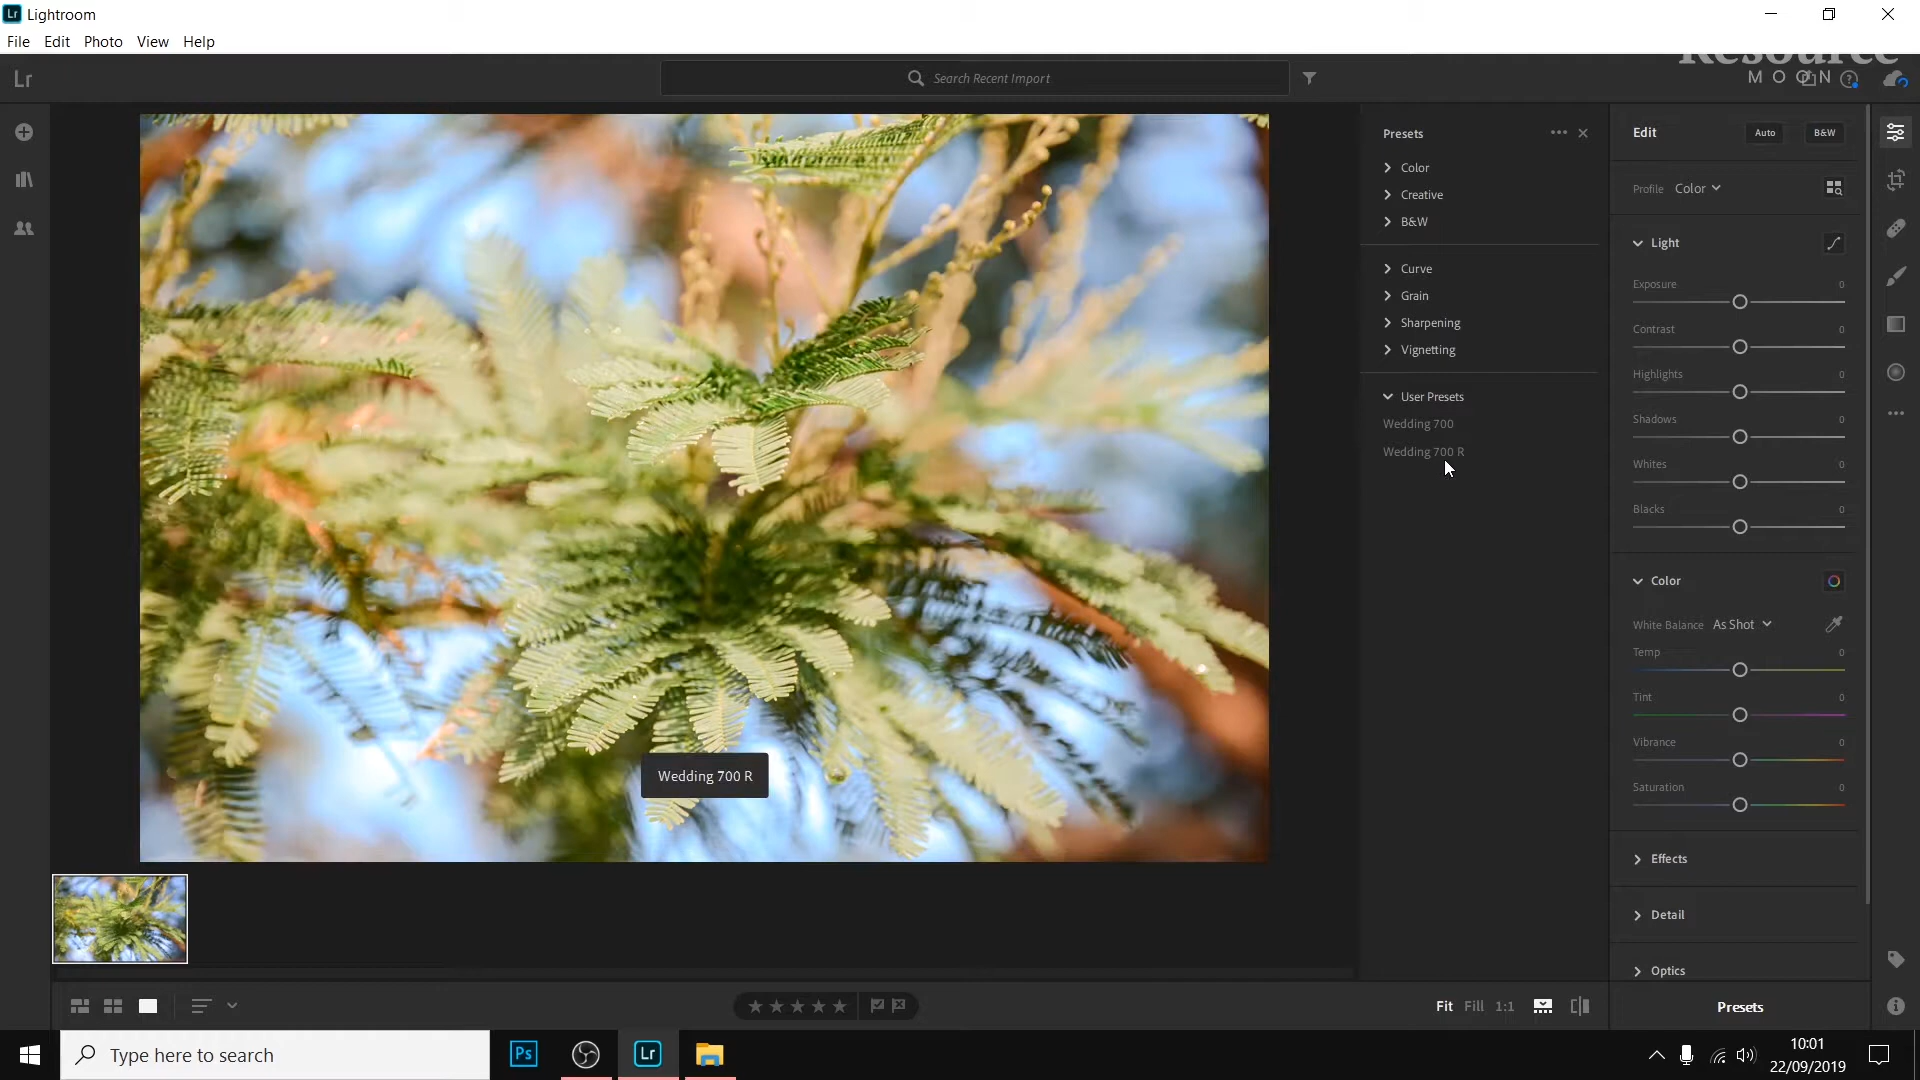 Lr Lightroom
File Edit Photo View Help
Resource
MOON
Lr
Search Recent Import
Presets
Color
Creative
B&W
Curve
Grain
Sharpening
Vignetting
User Presets
Wedding 700
Wedding 700 R
Edit Auto B&W
Profile Color
Light
Exposure 0
Contrast 0
Highlights 0
Shadows 0
Whites 0
Blacks 0
Color
White Balance As Shot
Temp 0
Tint 0
Vibrance 0
Saturation 0
Effects
Detail
Optics
Wedding 700 R
Fit Fill 1:1
Presets
Type here to search
Ps
Lr
10:01
22/09/2019